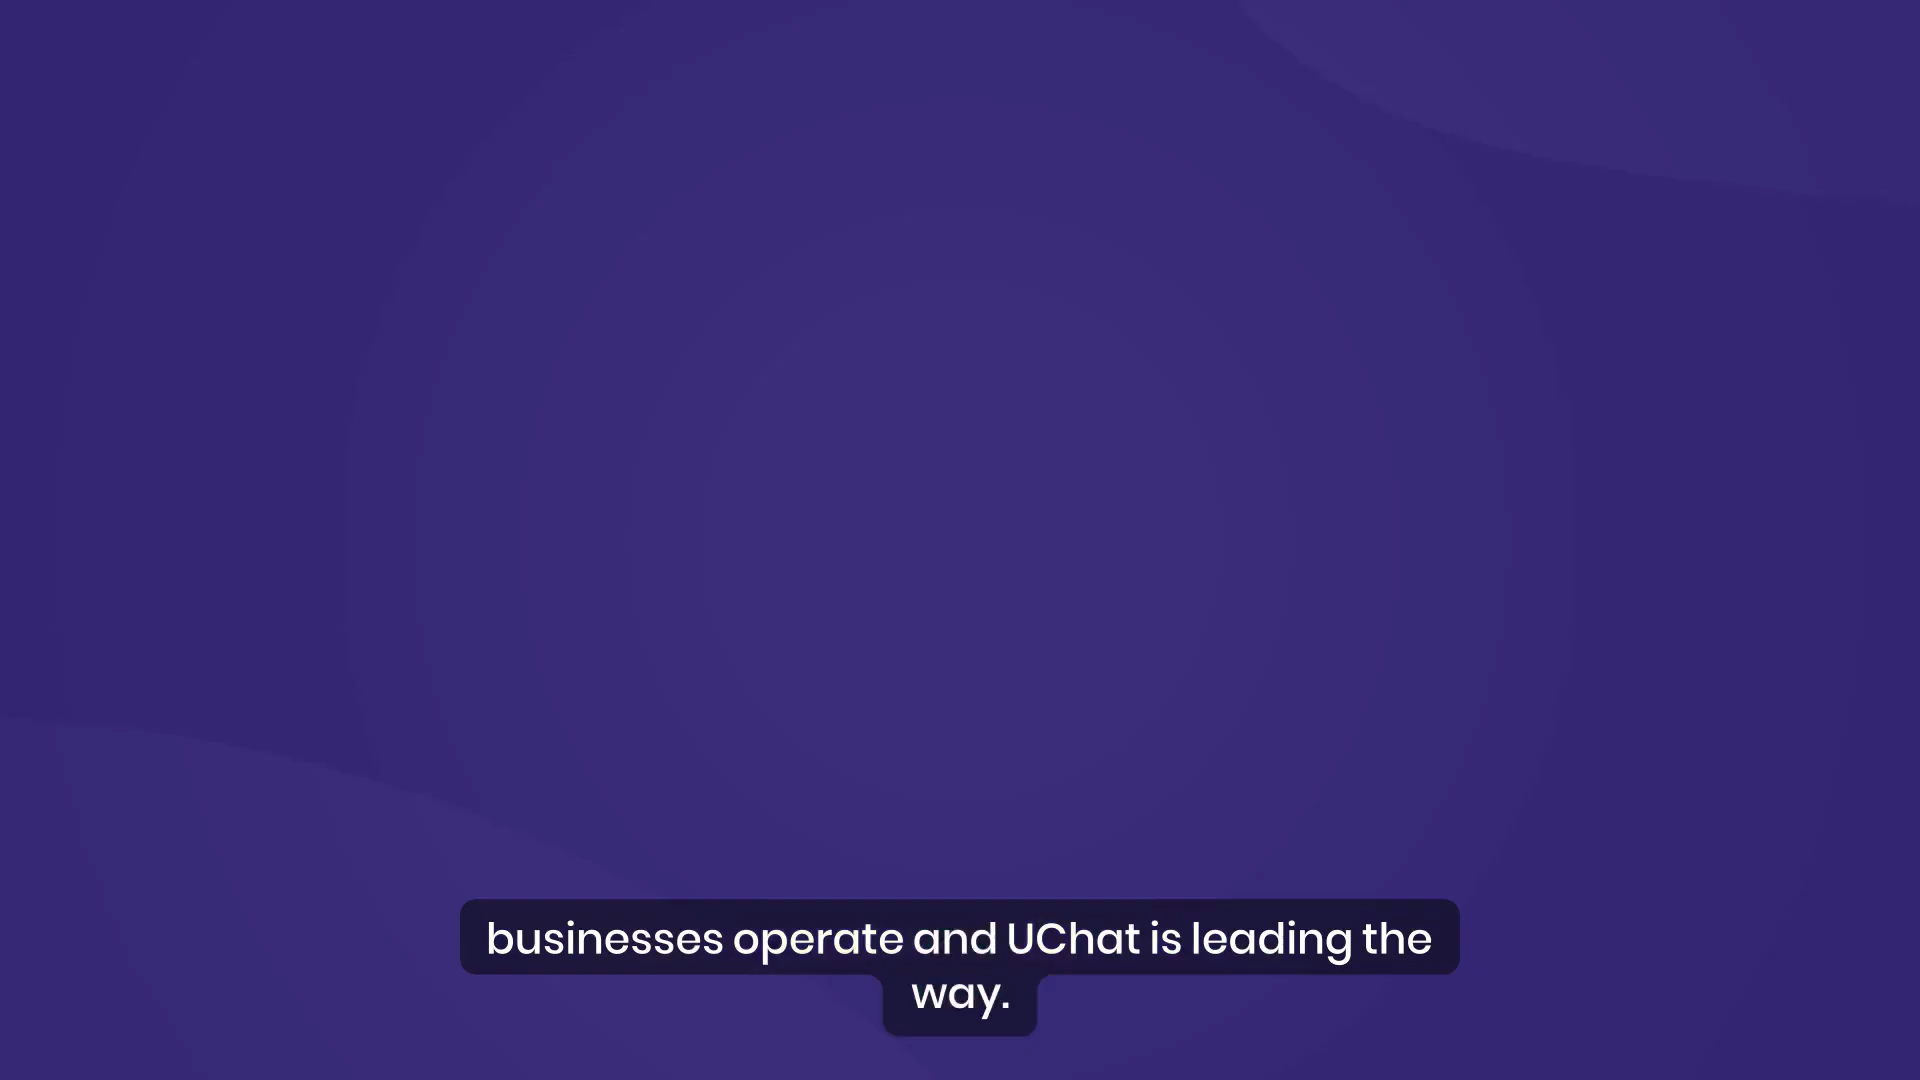 businesses operate and UChat is leading the
way.